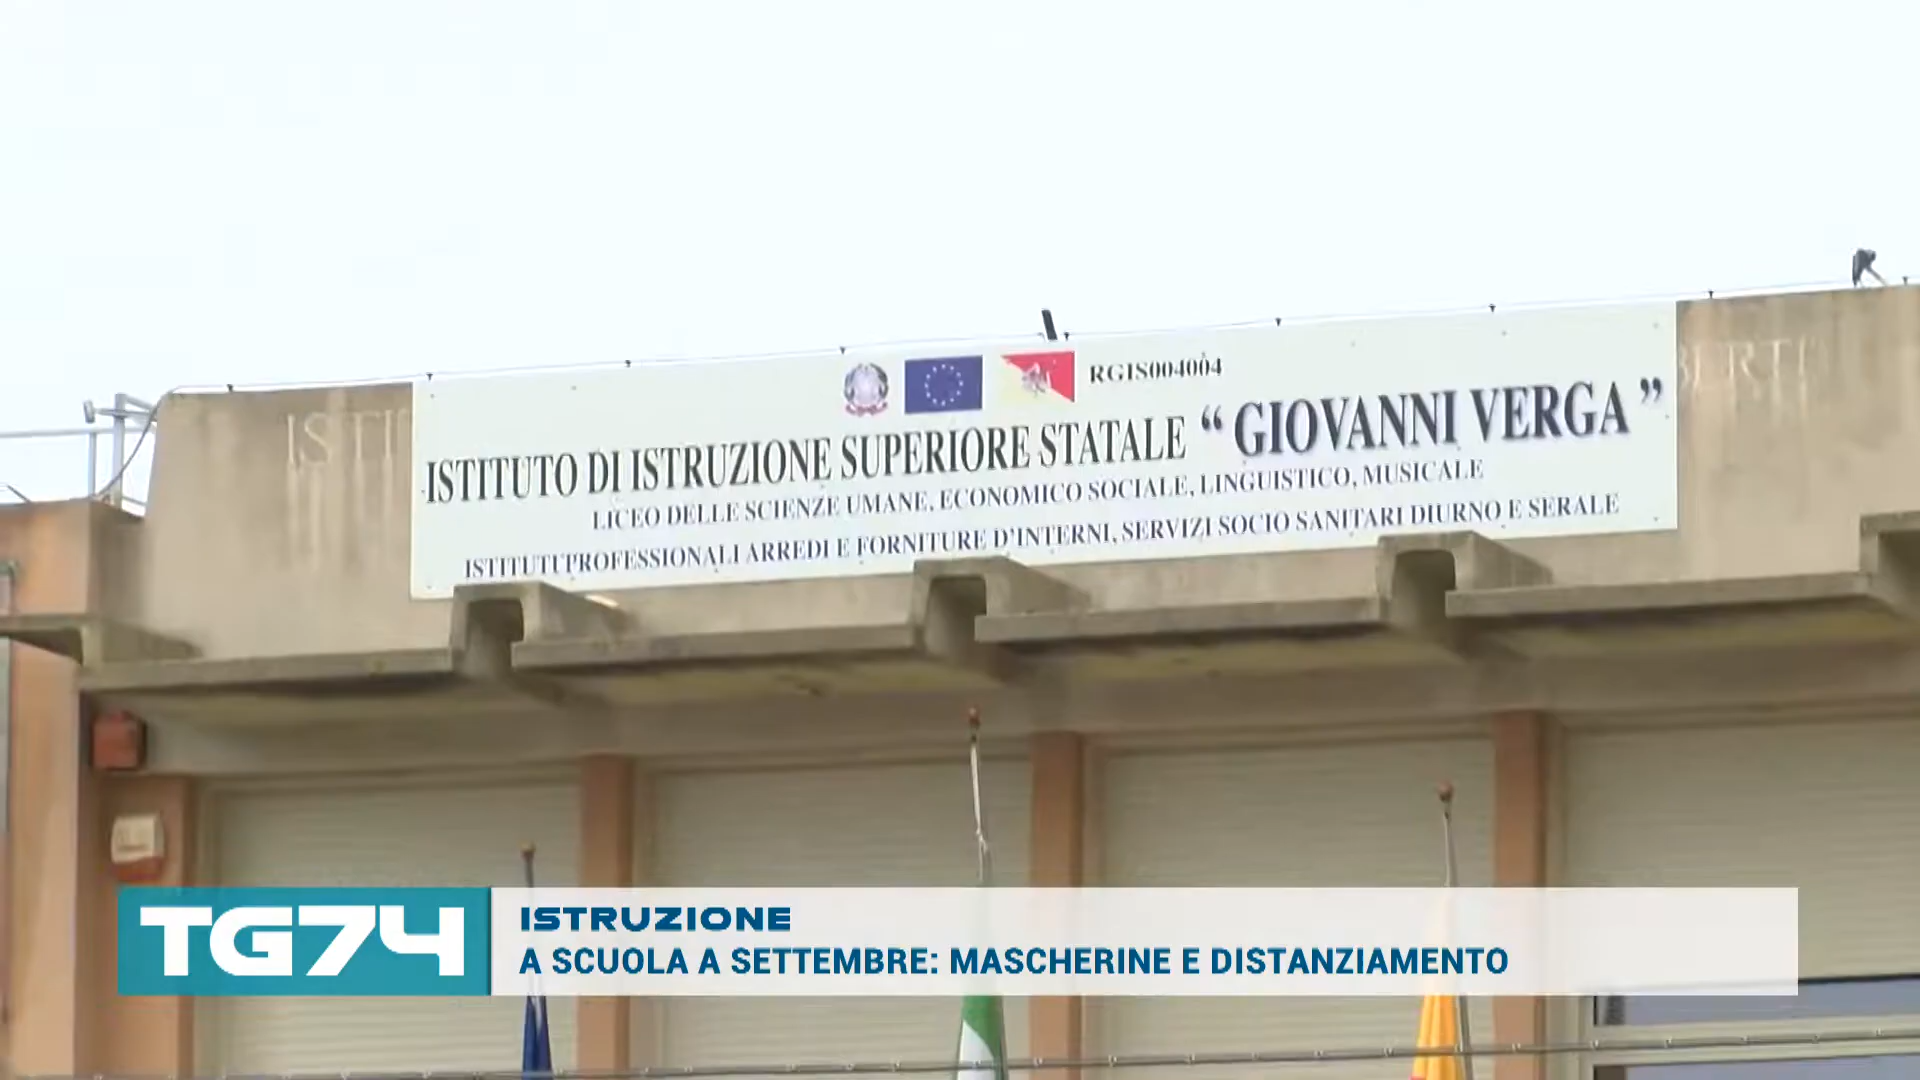 RGIS004004
ISTITUTO DI ISTRUZIONE SUPERIORE STATALE “ GIOVANNI VERGA ”
LICEO DELLE SCIENZE UMANE, ECONOMICO SOCIALE, LINGUISTICO, MUSICALE
ISTITUTI PROFESSIONALI ARREDI E FORNITURE D'INTERNI, SERVIZI SOCIO SANITARI DIURNO E SERALE
TG74
ISTRUZIONE
A SCUOLA A SETTEMBRE: MASCHERINE E DISTANZIAMENTO